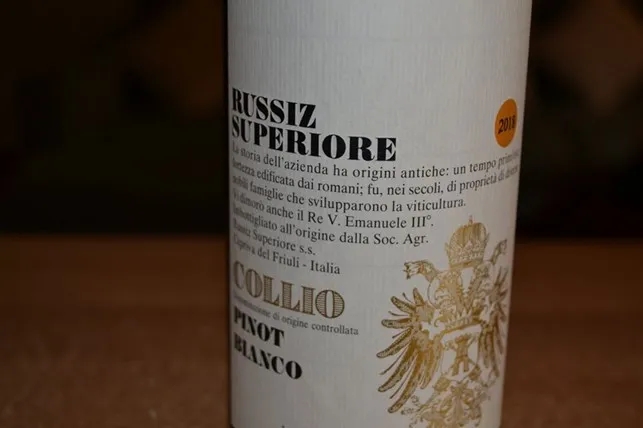 RUSSIZ
SUPERIORE
2018
La storia dell'azienda ha origini antiche: un tempo
fortezza edificata dai romani; fu, nei secoli, di proprietà di
nobili famiglie che svilupparono la viticultura.
Vi dimorò anche il Re V. Emanuele III°.
Imbottigliato all'origine dalla Soc. Agr.
Russiz Superiore s.s.
Capriva del Friuli - Italia
COLLIO
Denominazione di origine controllata
PINOT
BIANCO